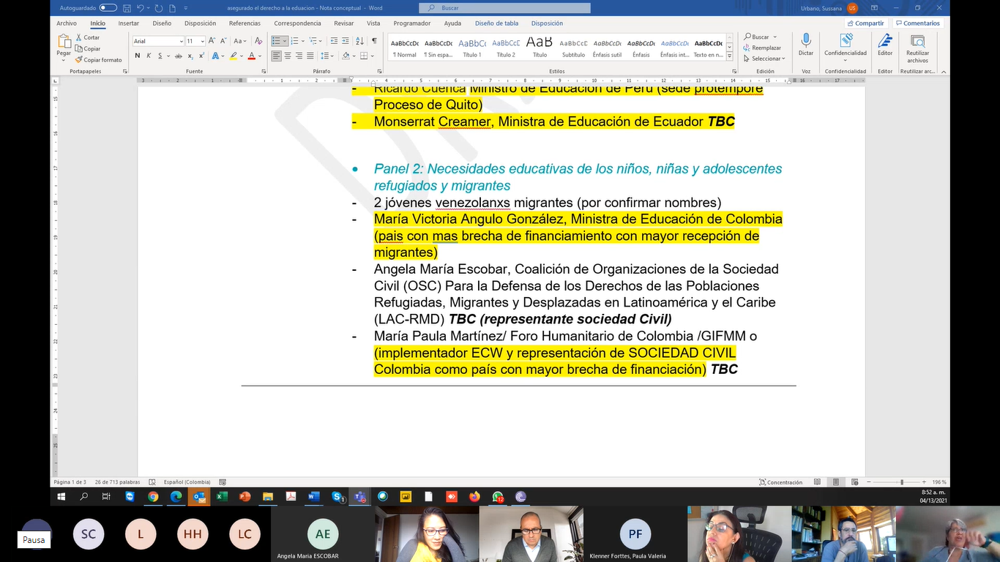 Autoguardado
asegurado el derecho a la eduacion - Nota conceptual - Word
Buscar
Urbano, Sussana
US
Archivo Inicio Insertar Diseño Disposición Referencias Correspondencia Revisar Vista Programador Ayuda Diseño de tabla Disposición
Compartir Comentarios
Pegar
Cortar
Copiar
Copiar formato
Portapapeles
Arial 11
N K S ab x₂ x²
Fuente
Párrafo
AaBbCcDc AaBbCcDc AaBbC AaBbCcD AaB AaBbCcD AaBbCcDc AaBbCcDc AaBbCcDc AaBbCcDc
¶ Normal ¶ Sin espa... Título 1 Título 2 Título Subtítulo Énfasis sutil Énfasis Énfasis int... Texto en n...
Estilos
Buscar
Reemplazar
Seleccionar
Edición
Dictar
Voz
Confidencialidad
Confidencialidad
Editor
Editor
Reutilizar
archivos
Reutilizar arc...
- Ricardo Cuenca Ministro de Educación de Perú (sede protempore
Proceso de Quito)
- Monserrat Creamer, Ministra de Educación de Ecuador TBC
• Panel 2: Necesidades educativas de los niños, niñas y adolescentes
refugiados y migrantes
- 2 jóvenes venezolanxs migrantes (por confirmar nombres)
- María Victoria Angulo González, Ministra de Educación de Colombia
(pais con mas brecha de financiamiento con mayor recepción de
migrantes)
- Angela María Escobar, Coalición de Organizaciones de la Sociedad
Civil (OSC) Para la Defensa de los Derechos de las Poblaciones
Refugiadas, Migrantes y Desplazadas en Latinoamérica y el Caribe
(LAC-RMD) TBC (representante sociedad Civil)
- María Paula Martínez/ Foro Humanitario de Colombia /GIFMM o
(implementador ECW y representación de SOCIEDAD CIVIL
Colombia como país con mayor brecha de financiación) TBC
Página 1 de 3 26 de 713 palabras Español (Colombia)
Concentración
196 %
8:52 a. m.
04/13/2021
Pausa
SC
L
HH
LC
AE
Angela Maria ESCOBAR
PF
Klenner Forttes, Paula Valeria